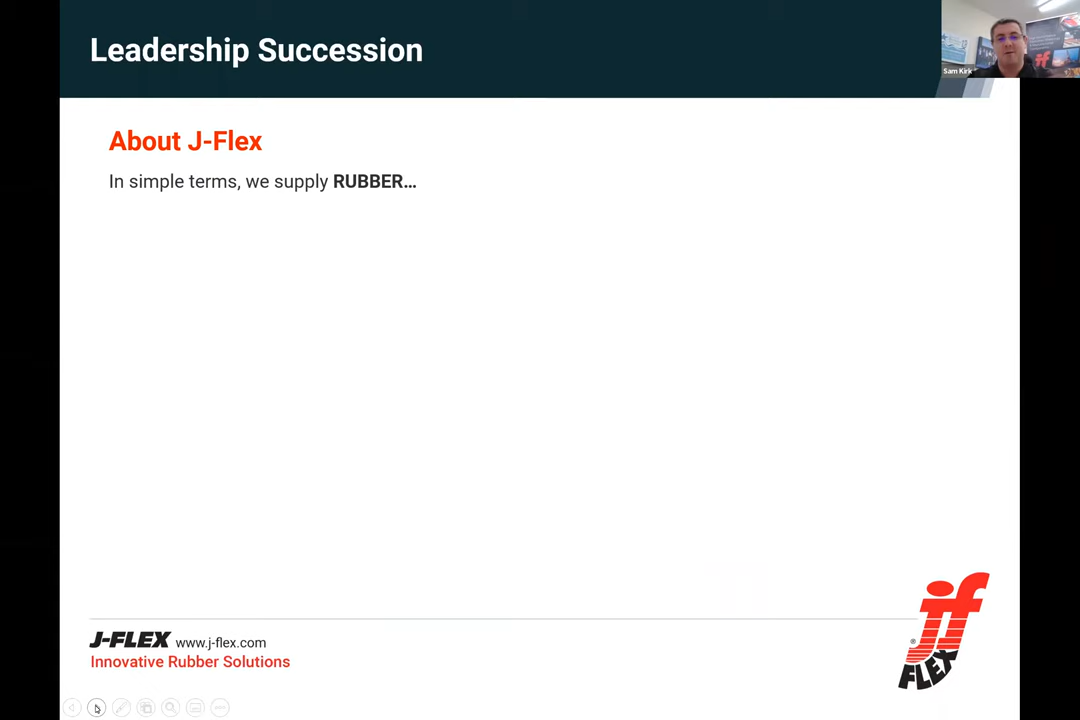 Leadership Succession
Sam Kirk
About J-Flex
In simple terms, we supply RUBBER...
J-FLEX www.j-flex.com
Innovative Rubber Solutions
jf
®
FLEX